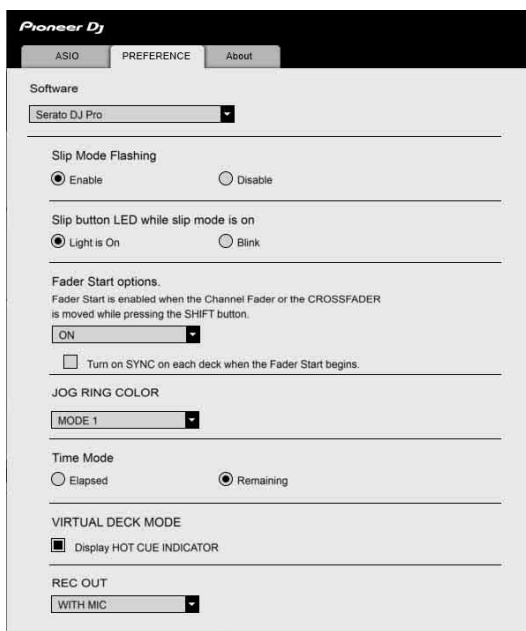 Pioneer Dj
ASIO PREFERENCE About
Software
Serato DJ Pro
Slip Mode Flashing
Enable Disable
Slip button LED while slip mode is on
Light is On Blink
Fader Start options.
Fader Start is enabled when the Channel Fader or the CROSSFADER
is moved while pressing the SHIFT button.
ON
Turn on SYNC on each deck when the Fader Start begins.
JOG RING COLOR
MODE 1
Time Mode
Elapsed Remaining
VIRTUAL DECK MODE
Display HOT CUE INDICATOR
REC OUT
WITH MIC